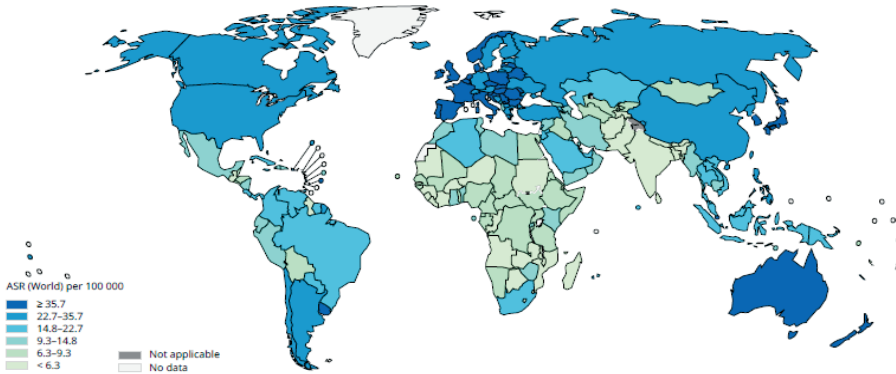 ASR (World) per 100 000
≥ 35.7
22.7–35.7
14.8–22.7
9.3–14.8
6.3–9.3
< 6.3
Not applicable
No data